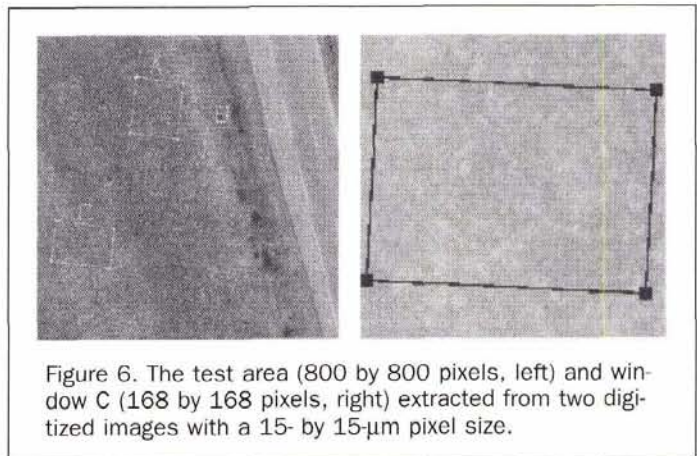 Figure 6. The test area (800 by 800 pixels, left) and win-
dow C (168 by 168 pixels, right) extracted from two digi-
tized images with a 15- by 15-μm pixel size.